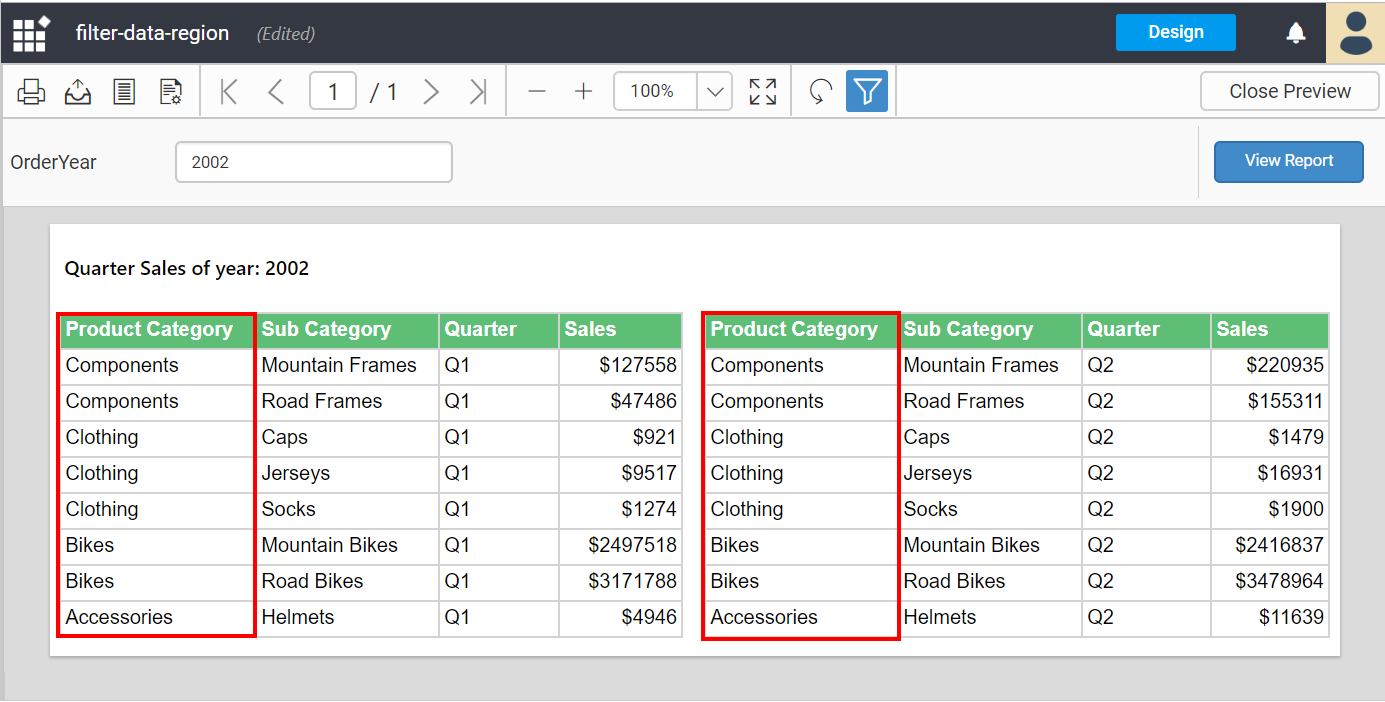 filter-data-region (Edited) Design
1 / 1 100% Close Preview
OrderYear 2002 View Report
Quarter Sales of year: 2002
Product Category Sub Category Quarter Sales Product Category Sub Category Quarter Sales
Components Mountain Frames Q1 $127558 Components Mountain Frames Q2 $220935
Components Road Frames Q1 $47486 Components Road Frames Q2 $155311
Clothing Caps Q1 $921 Clothing Caps Q2 $1479
Clothing Jerseys Q1 $9517 Clothing Jerseys Q2 $16931
Clothing Socks Q1 $1274 Clothing Socks Q2 $1900
Bikes Mountain Bikes Q1 $2497518 Bikes Mountain Bikes Q2 $2416837
Bikes Road Bikes Q1 $3171788 Bikes Road Bikes Q2 $3478964
Accessories Helmets Q1 $4946 Accessories Helmets Q2 $11639